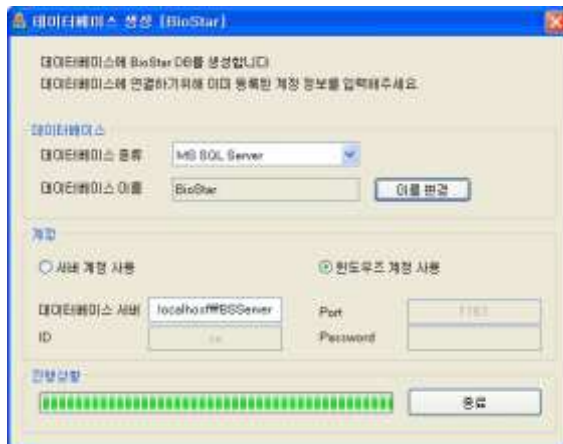 데이터베이스 생성 [BioStar]
데이터베이스에 BioStar DB를 생성합니다
데이터베이스에 연결하기위해 이미 등록된 계정 정보를 입력해주세요
데이터베이스
데이터베이스 종류 MS SQL Server
데이터베이스 이름 BioStar 이름 변경
계정
서버 계정 사용 윈도우즈 계정 사용
데이터베이스 서버 localhost₩BSServer Port
ID sa Password
진행상황
종료